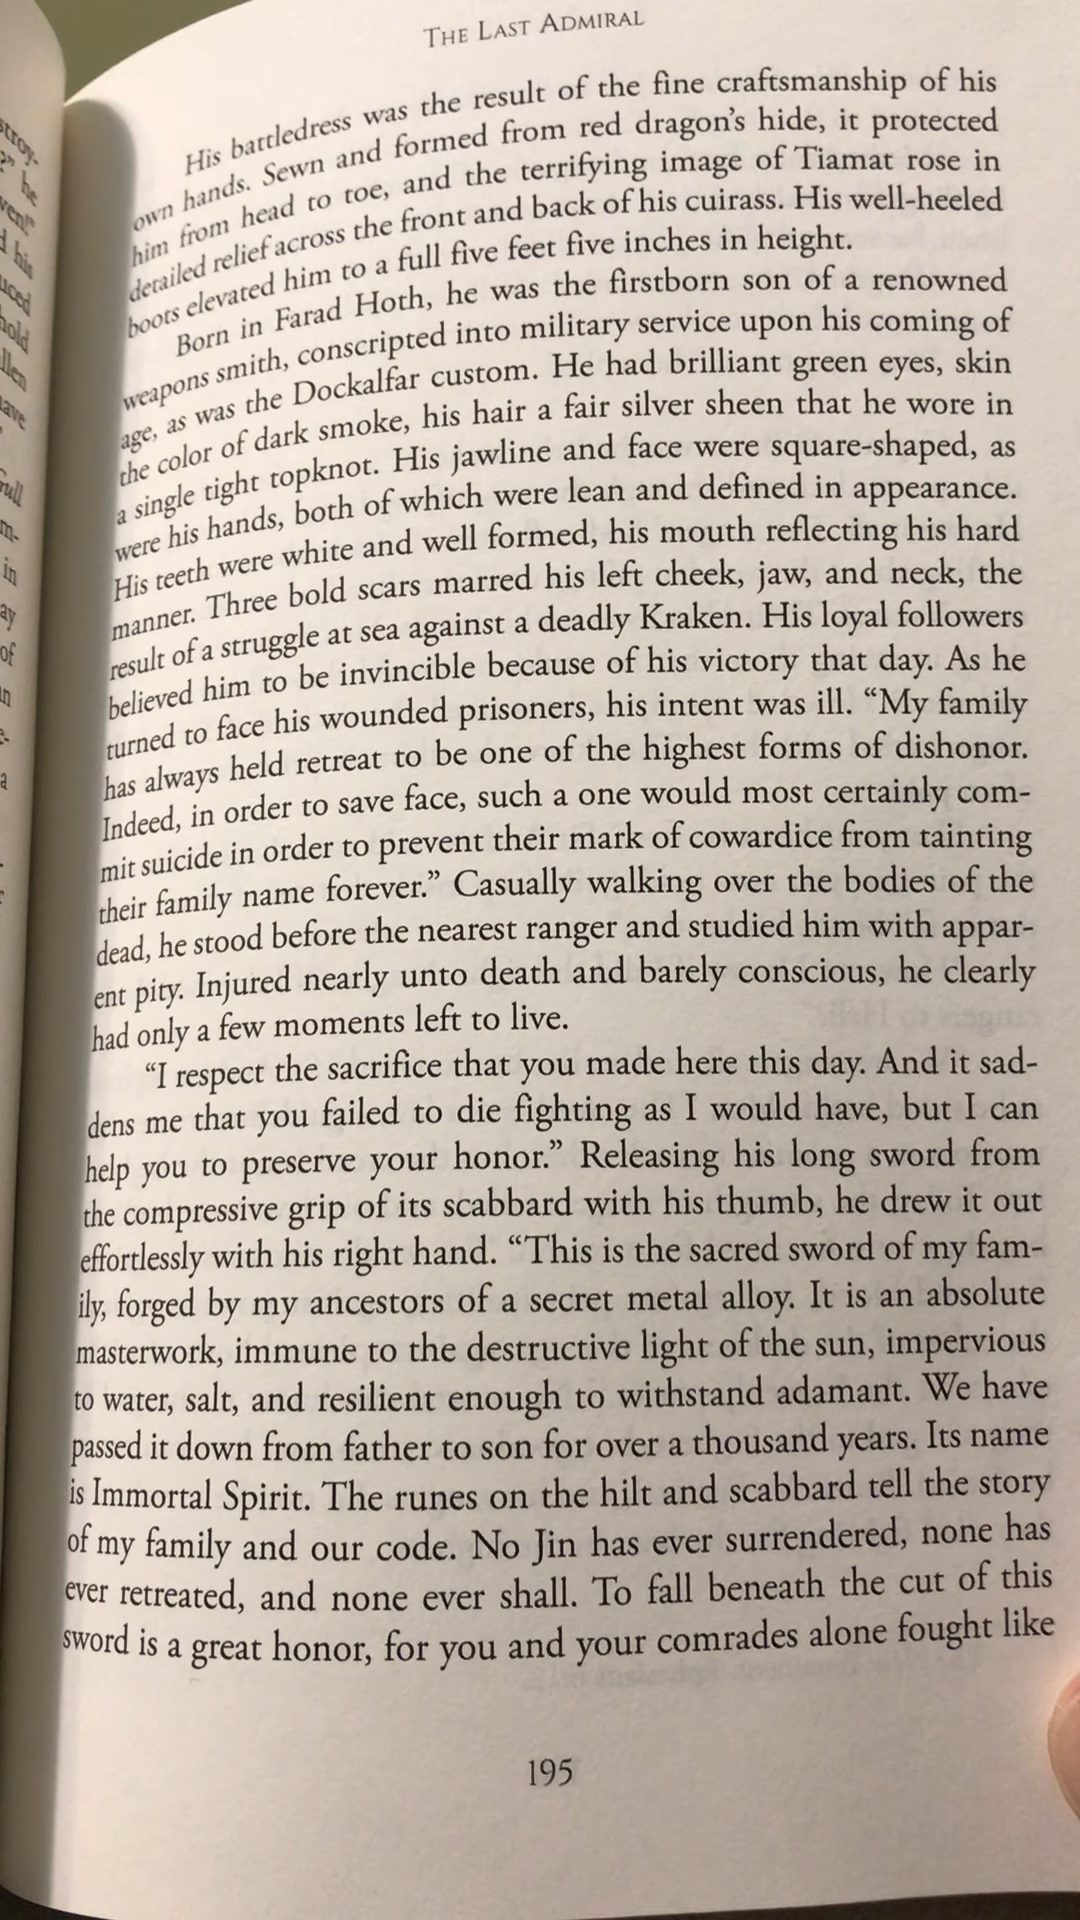 THE LAST ADMIRAL
His battledress was the result of the fine craftsmanship of his
own hands. Sewn and formed from red dragon's hide, it protected
him from head to toe, and the terrifying image of Tiamat rose in
detailed relief across the front and back of his cuirass. His well-heeled
boots elevated him to a full five feet five inches in height.
Born in Farad Hoth, he was the firstborn son of a renowned
weapons smith, conscripted into military service upon his coming of
age, as was the Dockalfar custom. He had brilliant green eyes, skin
the color of dark smoke, his hair a fair silver sheen that he wore in
a single tight topknot. His jawline and face were square-shaped, as
were his hands, both of which were lean and defined in appearance.
His teeth were white and well formed, his mouth reflecting his hard
manner. Three bold scars marred his left cheek, jaw, and neck, the
result of a struggle at sea against a deadly Kraken. His loyal followers
believed him to be invincible because of his victory that day. As he
turned to face his wounded prisoners, his intent was ill. “My family
has always held retreat to be one of the highest forms of dishonor.
Indeed, in order to save face, such a one would most certainly com-
mit suicide in order to prevent their mark of cowardice from tainting
their family name forever.” Casually walking over the bodies of the
dead, he stood before the nearest ranger and studied him with appar-
ent pity. Injured nearly unto death and barely conscious, he clearly
had only a few moments left to live.
“I respect the sacrifice that you made here this day. And it sad-
dens me that you failed to die fighting as I would have, but I can
help you to preserve your honor.” Releasing his long sword from
the compressive grip of its scabbard with his thumb, he drew it out
effortlessly with his right hand. “This is the sacred sword of my fam-
ily, forged by my ancestors of a secret metal alloy. It is an absolute
masterwork, immune to the destructive light of the sun, impervious
to water, salt, and resilient enough to withstand adamant. We have
passed it down from father to son for over a thousand years. Its name
is Immortal Spirit. The runes on the hilt and scabbard tell the story
of my family and our code. No Jin has ever surrendered, none has
ever retreated, and none ever shall. To fall beneath the cut of this
sword is a great honor, for you and your comrades alone fought like
195